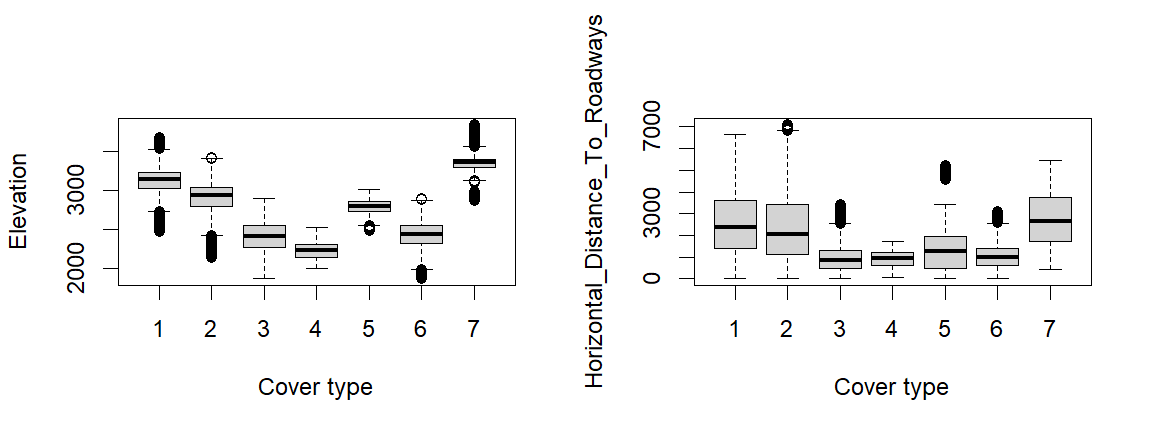 Elevation
3000
2000
1 2 3 4 5 6 7
Cover type
Horizontal_Distance_To_Roadways
7000
3000
0
1 2 3 4 5 6 7
Cover type